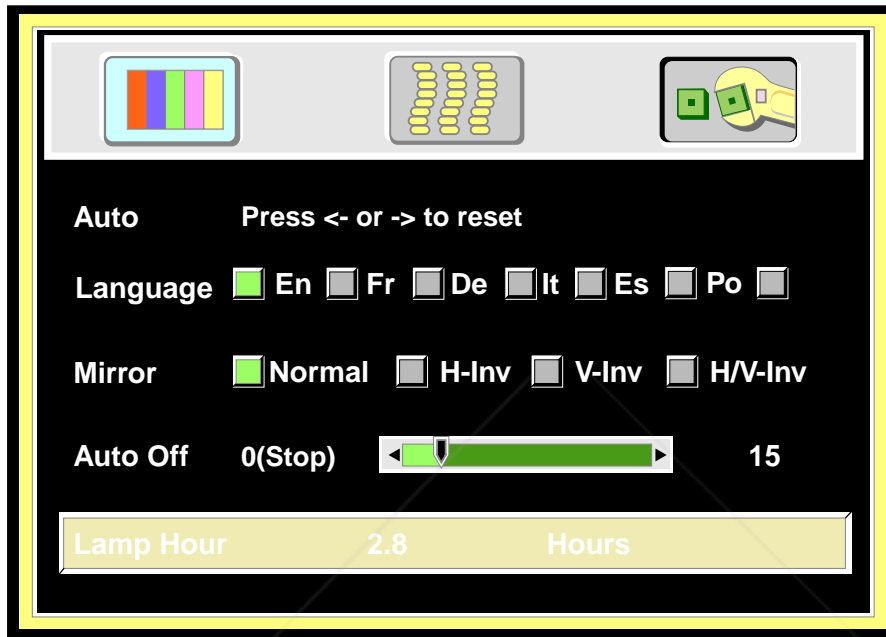 Auto Press <- or -> to reset
Language En Fr De It Es Po
Mirror Normal H-Inv V-Inv H/V-Inv
Auto Off 0(Stop) 15
Lamp Hour 2.8 Hours